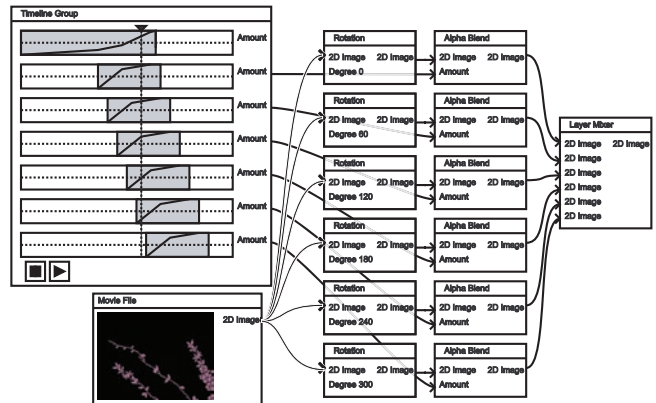 Timeline Group
Amount
Amount
Amount
Amount
Amount
Amount
Amount
Movie File
2D Image
Rotation
2D Image 2D Image
Degree 0
Rotation
2D Image 2D Image
Degree 60
Rotation
2D Image 2D Image
Degree 120
Rotation
2D Image 2D Image
Degree 180
Rotation
2D Image 2D Image
Degree 240
Rotation
2D Image 2D Image
Degree 300
Alpha Blend
2D Image 2D Image
Amount
Alpha Blend
2D Image 2D Image
Amount
Alpha Blend
2D Image 2D Image
Amount
Alpha Blend
2D Image 2D Image
Amount
Alpha Blend
2D Image 2D Image
Amount
Alpha Blend
2D Image 2D Image
Amount
Layer Mixer
2D Image 2D Image
2D Image
2D Image
2D Image
2D Image
2D Image